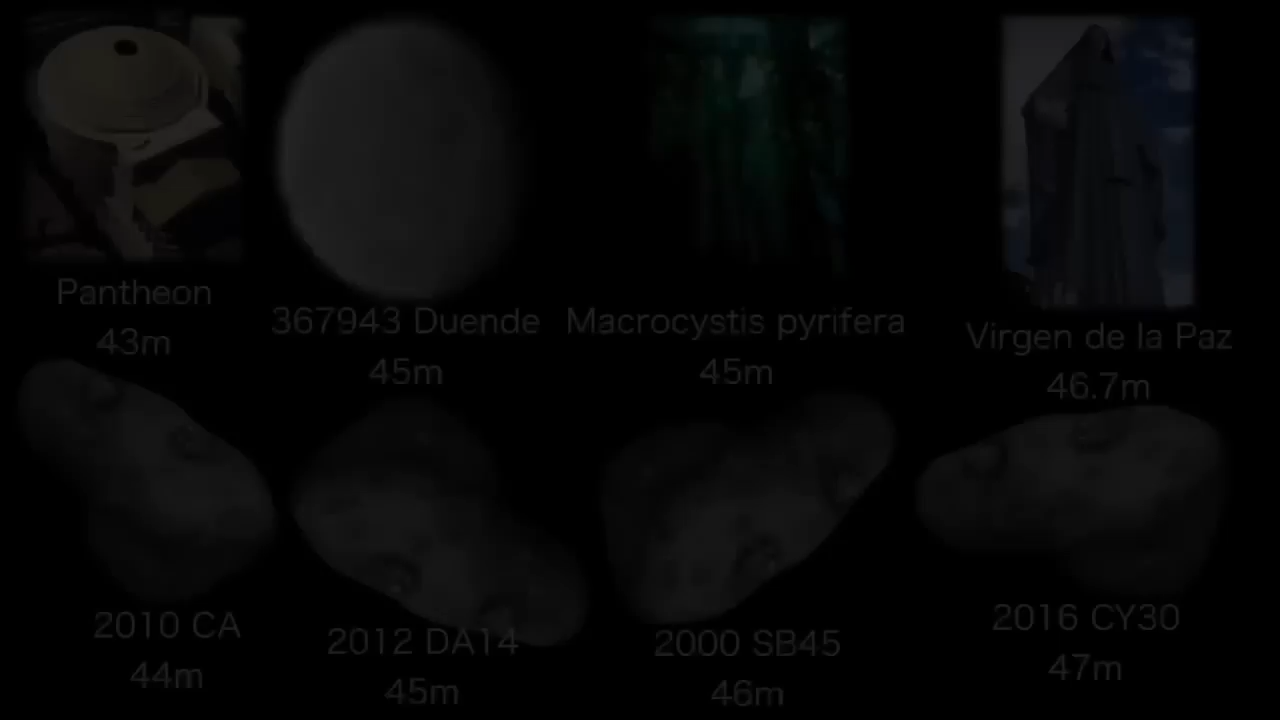 Pantheon
43m
367943 Duende
45m
Macrocystis pyrifera
45m
Virgen de la Paz
46.7m
2010 CA
44m
2012 DA14
45m
2000 SB45
46m
2016 CY30
47m